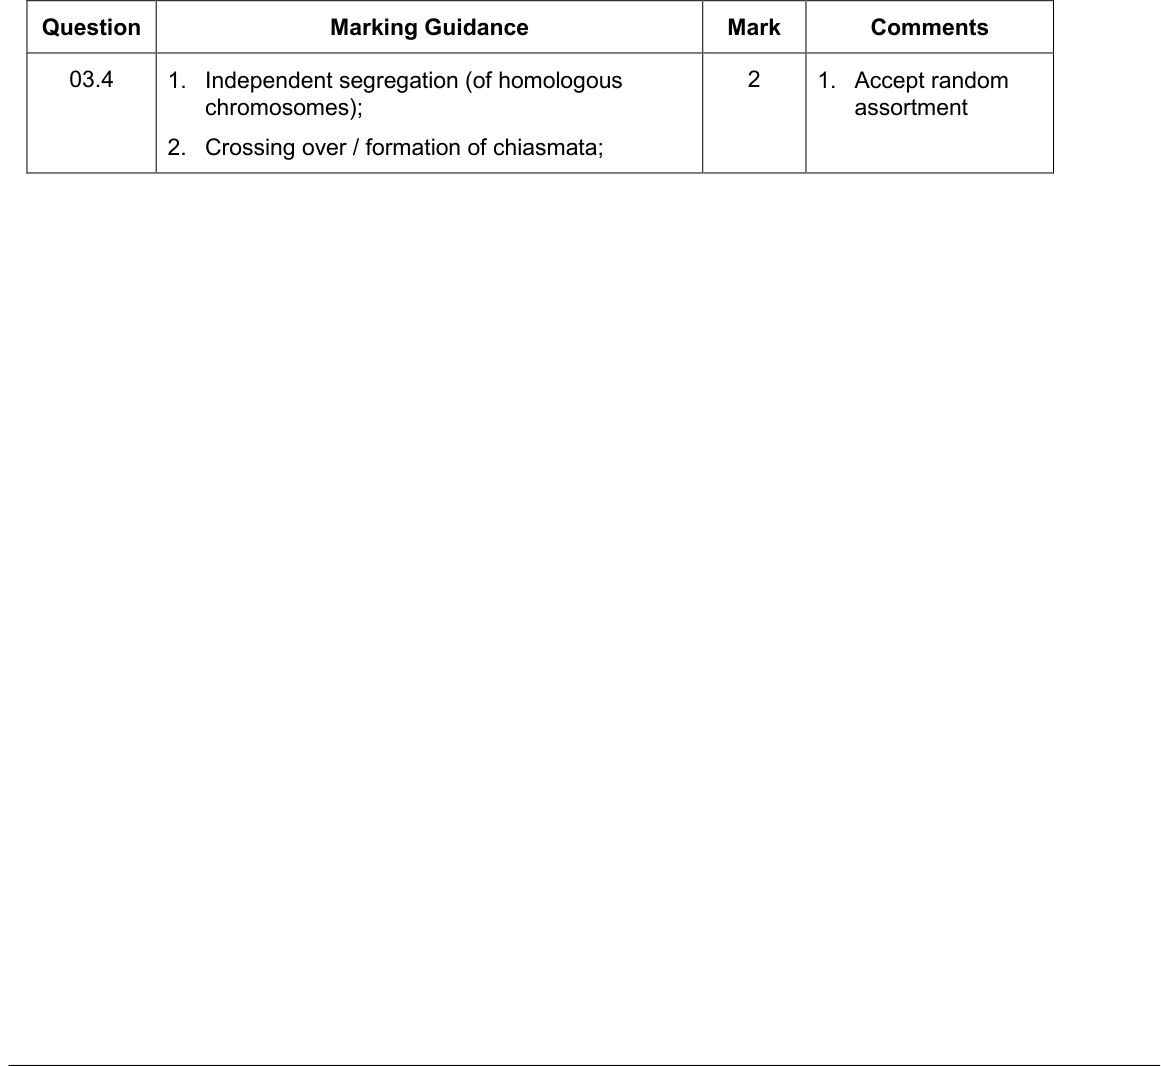 Question Marking Guidance Mark Comments
03.4 1. Independent segregation (of homologous 2 1. Accept random
chromosomes); assortment
2. Crossing over / formation of chiasmata;